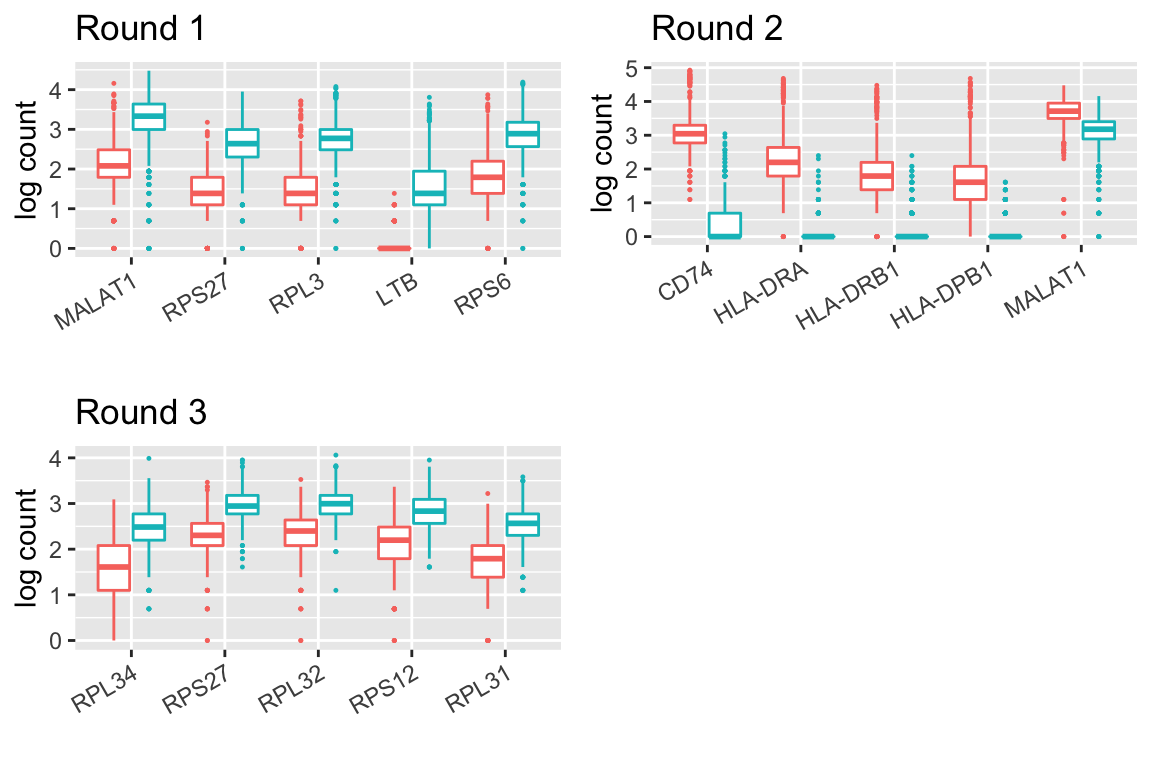 Round 1
log count
4
3
2
1
0
MALAT1 RPS27 RPL3 LTB RPS6
Round 2
log count
5
4
3
2
1
0
CD74 HLA-DRA HLA-DRB1 HLA-DPB1 MALAT1
Round 3
log count
4
3
2
1
0
RPL34 RPS27 RPL32 RPS12 RPL31